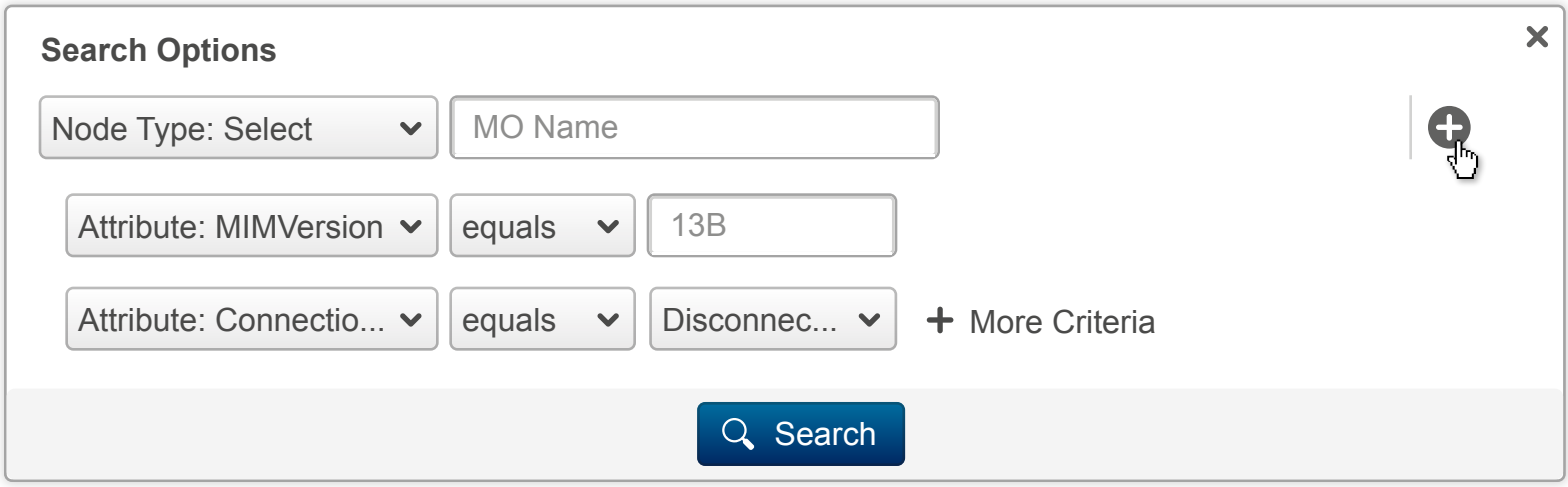 Search Options
Node Type: Select MO Name
Attribute: MIMVersion equals 13B
Attribute: Connectio... equals Disconnec... More Criteria
Search